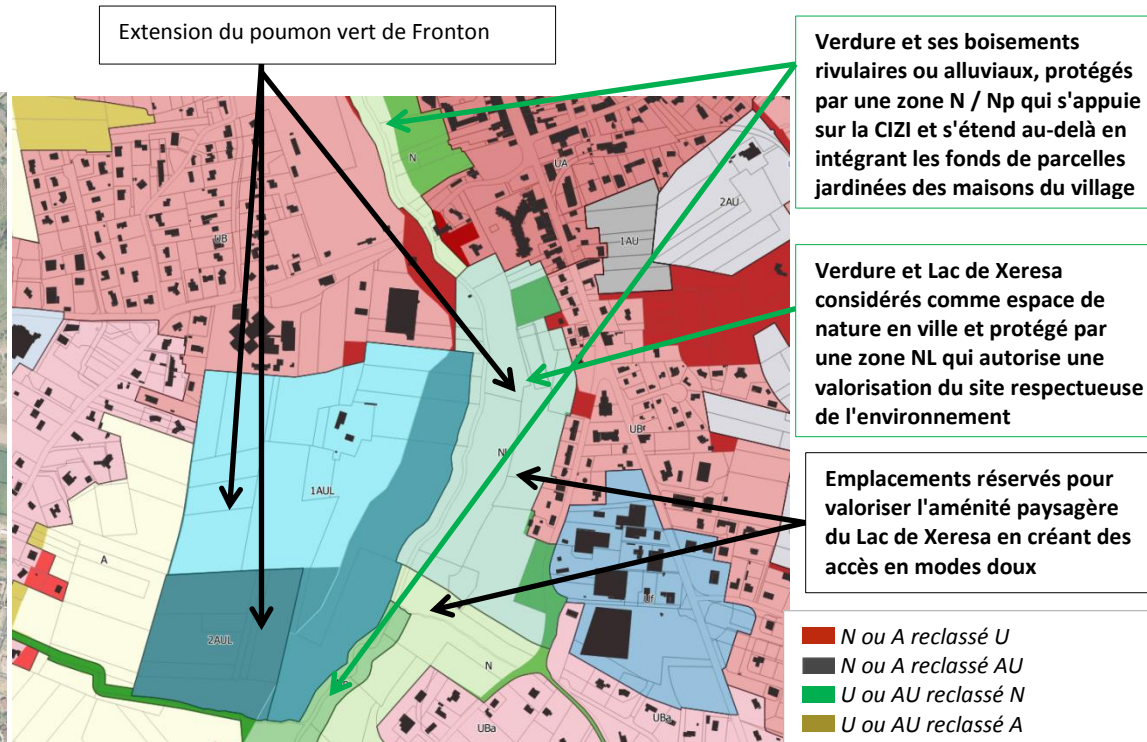 Extension du poumon vert de Fronton
Verdure et ses boisements
rivulaires ou alluviaux, protégés
par une zone N / Np qui s'appuie
sur la CIZI et s'étend au-delà en
intégrant les fonds de parcelles
jardinées des maisons du village
Verdure et Lac de Xeresa
considérés comme espace de
nature en ville et protégé par
une zone NL qui autorise une
valorisation du site respectueuse
de l'environnement
Emplacements réservés pour
valoriser l'aménité paysagère
du Lac de Xeresa en créant des
accès en modes doux
N ou A reclassé U
N ou A reclassé AU
U ou AU reclassé N
U ou AU reclassé A
N
UA
2AU
1AU
UB
UB
1AUL
A
Uf
2AUL
N
UBa
UBa